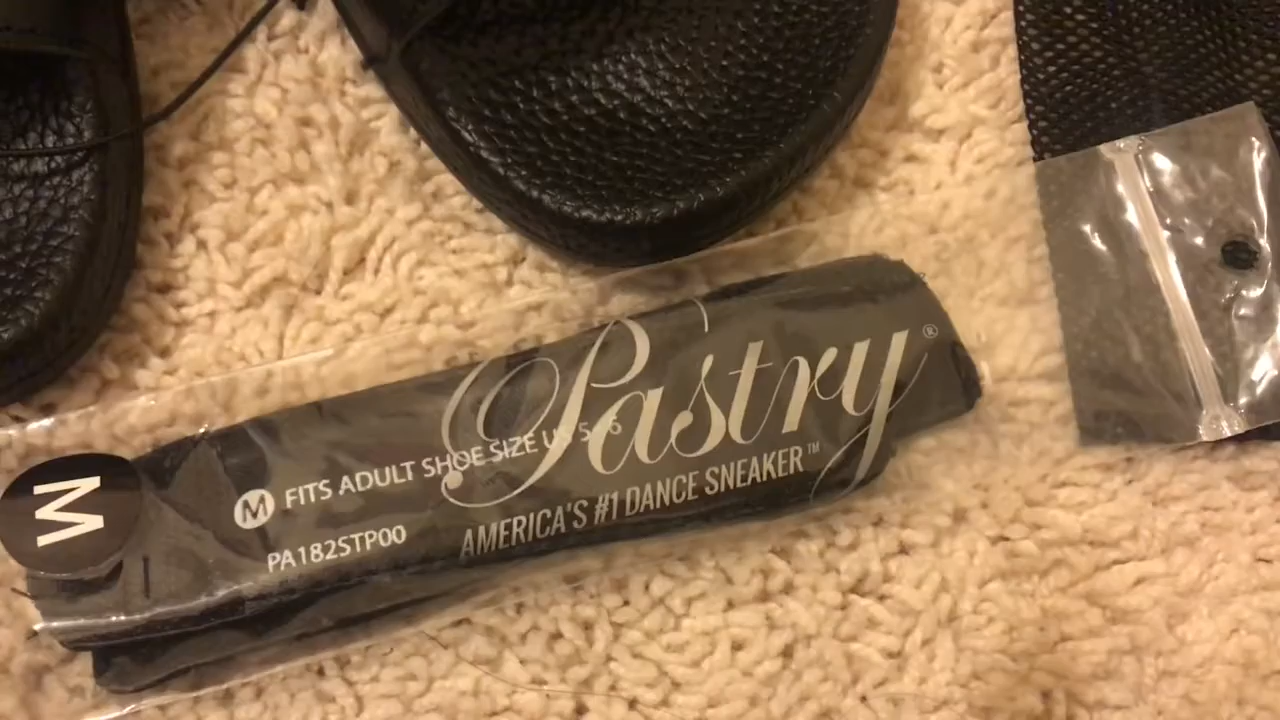 Pastry®
M FITS ADULT SHOE SIZE US 5-6
AMERICA'S #1 DANCE SNEAKER™
PA182STP00
M